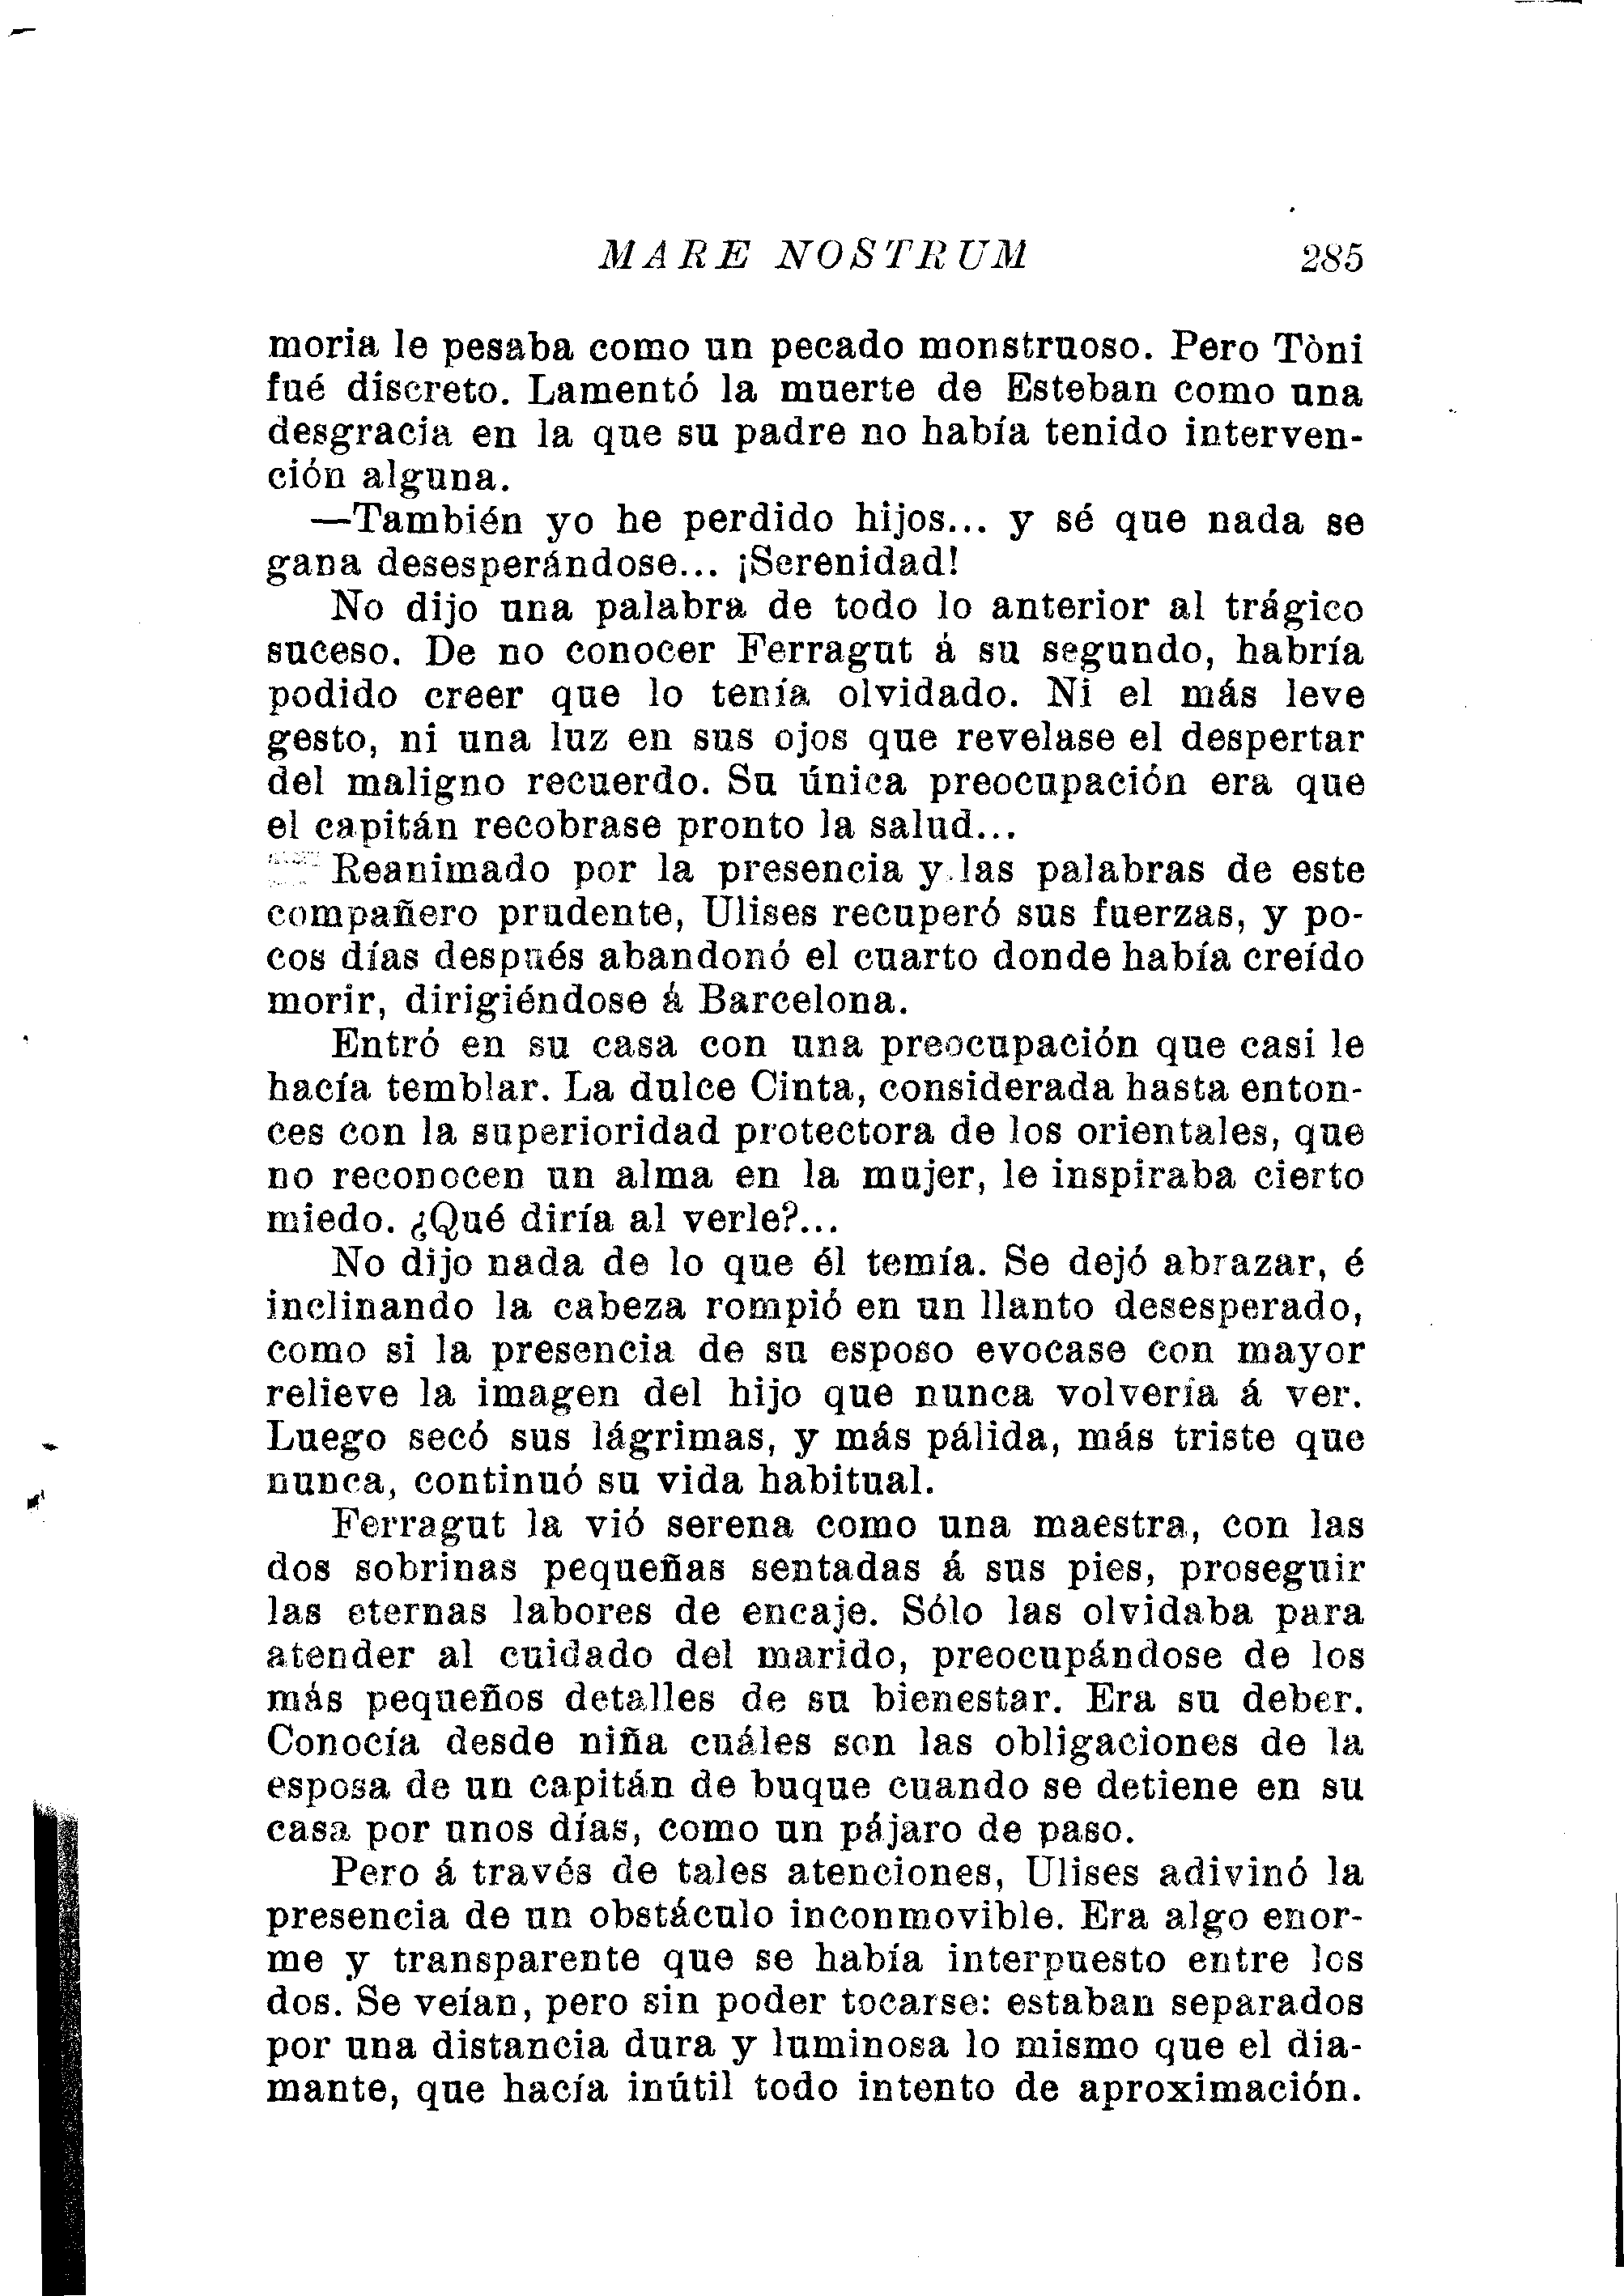 MARE NOSTRUM 285
moria le pesaba como un pecado monstruoso. Pero Tòni
fué discreto. Lamentó la muerte de Esteban como una
desgracia en la que su padre no había tenido interven-
ción alguna.
—También yo he perdido hijos... y sé que nada se
gana desesperándose... ¡Serenidad!
No dijo una palabra de todo lo anterior al trágico
suceso. De no conocer Ferragut á su segundo, habría
podido creer que lo tenía olvidado. Ni el más leve
gesto, ni una luz en sus ojos que revelase el despertar
del maligno recuerdo. Su única preocupación era que
el capitán recobrase pronto la salud...
Reanimado por la presencia y las palabras de este
compañero prudente, Ulises recuperó sus fuerzas, y po-
cos días después abandonó el cuarto donde había creído
morir, dirigiéndose á Barcelona.
Entró en su casa con una preocupación que casi le
hacía temblar. La dulce Cinta, considerada hasta enton-
ces con la superioridad protectora de los orientales, que
no reconocen un alma en la mujer, le inspiraba cierto
miedo. ¿Qué diría al verle?...
No dijo nada de lo que él temía. Se dejó abrazar, é
inclinando la cabeza rompió en un llanto desesperado,
como si la presencia de su esposo evocase con mayor
relieve la imagen del hijo que nunca volvería á ver.
Luego secó sus lágrimas, y más pálida, más triste que
nunca, continuó su vida habitual.
Ferragut la vió serena como una maestra, con las
dos sobrinas pequeñas sentadas á sus pies, proseguir
las eternas labores de encaje. Sólo las olvidaba para
atender al cuidado del marido, preocupándose de los
más pequeños detalles de su bienestar. Era su deber.
Conocía desde niña cuáles son las obligaciones de la
esposa de un capitán de buque cuando se detiene en su
casa por unos días, como un pájaro de paso.
Pero á través de tales atenciones, Ulises adivinó la
presencia de un obstáculo inconmovible. Era algo enor-
me y transparente que se había interpuesto entre los
dos. Se veían, pero sin poder tocarse: estaban separados
por una distancia dura y luminosa lo mismo que el dia-
mante, que hacía inútil todo intento de aproximación.